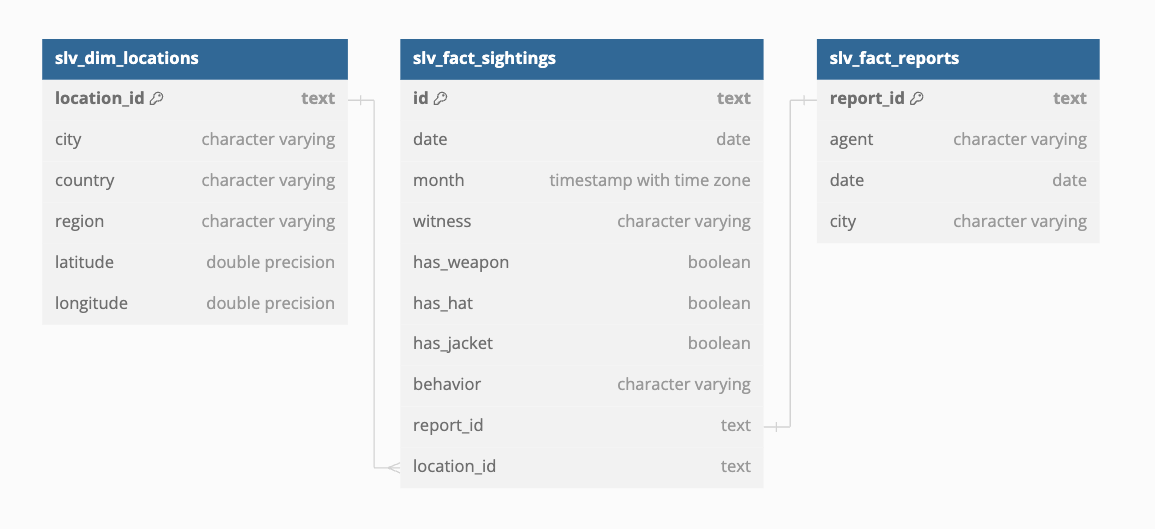 slv_dim_locations
location_id text
city character varying
country character varying
region character varying
latitude double precision
longitude double precision
slv_fact_sightings
id text
date date
month timestamp with time zone
witness character varying
has_weapon boolean
has_hat boolean
has_jacket boolean
behavior character varying
report_id text
location_id text
slv_fact_reports
report_id text
agent character varying
date date
city character varying